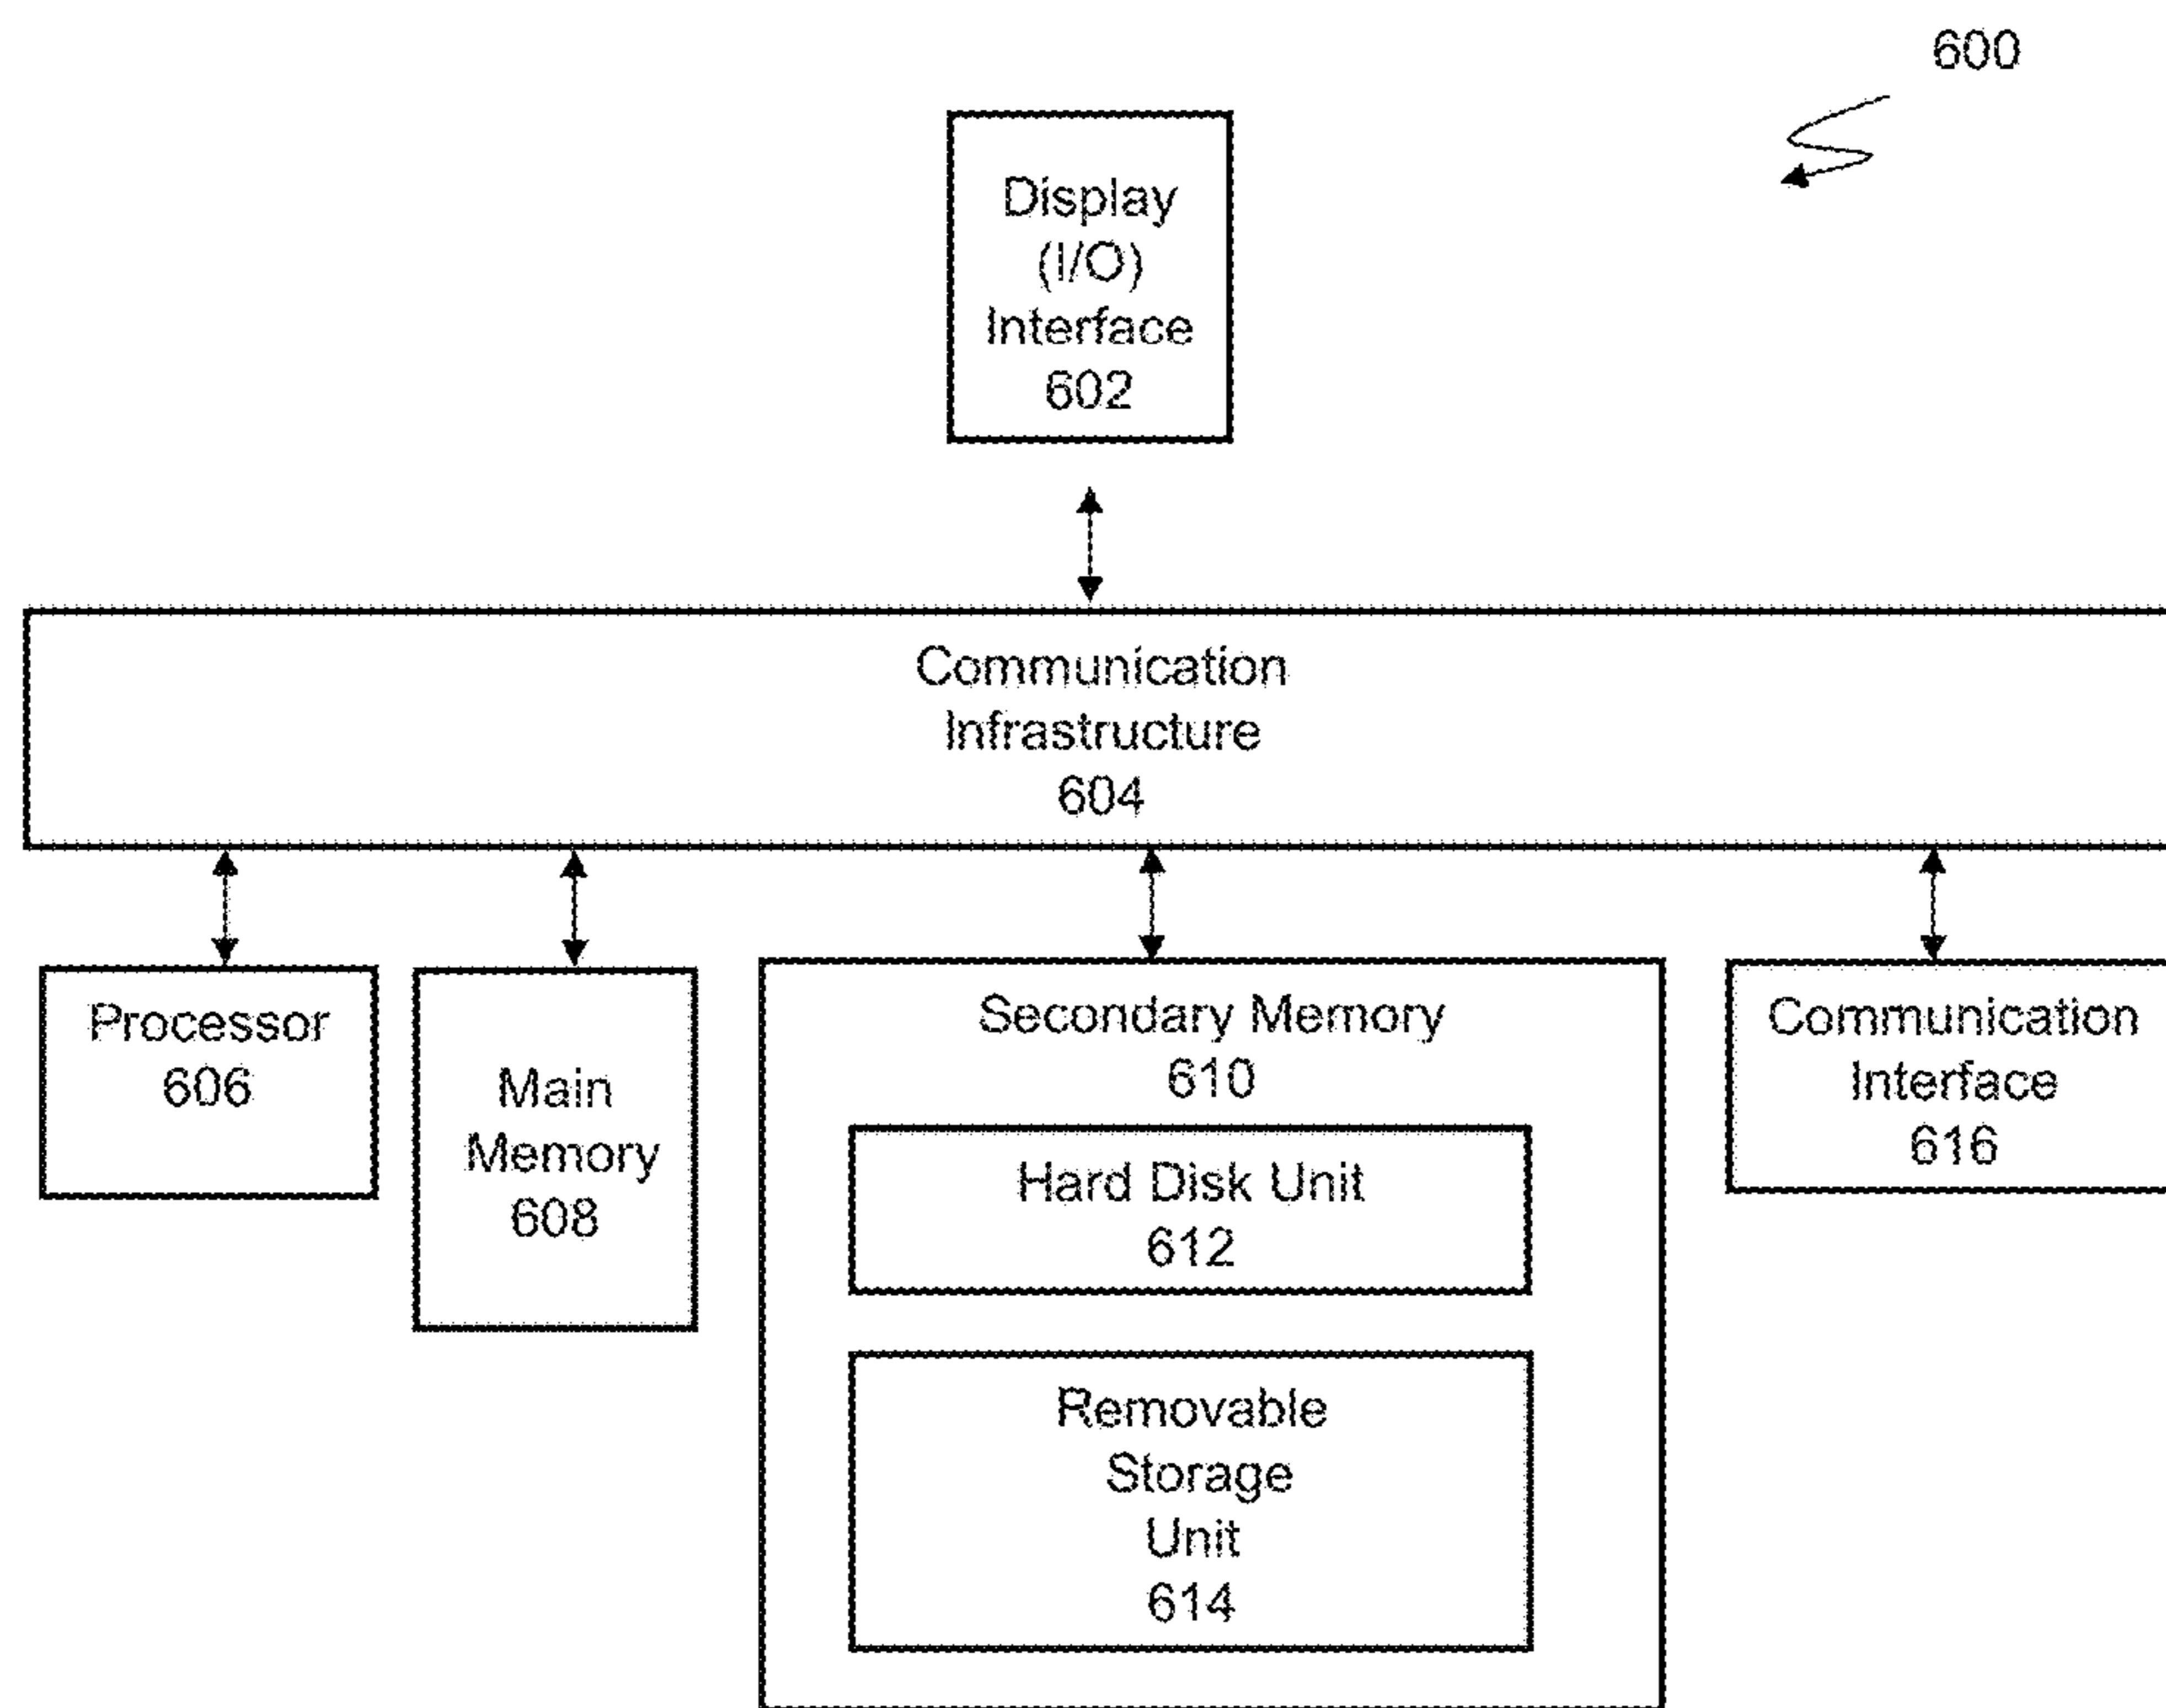 600
Display
(I/O)
Interface
602
Communication
Infrastructure
604
Processor
606
Main
Memory
608
Secondary Memory
610
Hard Disk Unit
612
Removable
Storage
Unit
614
Communication
Interface
616